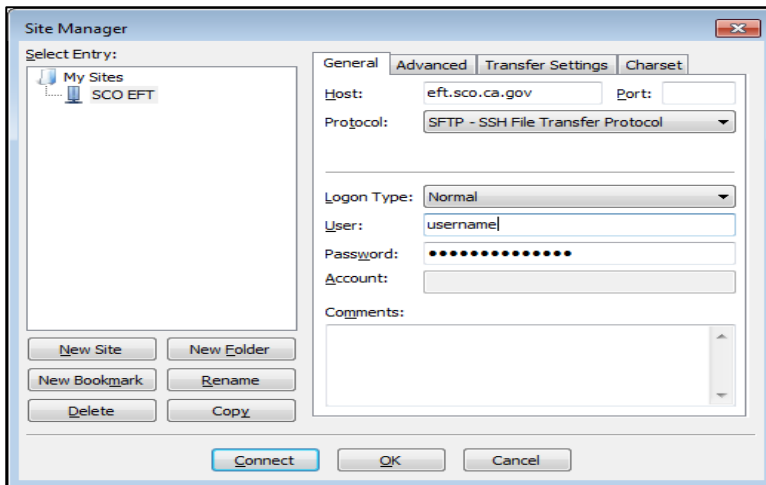 Site Manager
Select Entry:
My Sites
SCO EFT
New Site New Folder
New Bookmark Rename
Delete Copy
General Advanced Transfer Settings Charset
Host: eft.sco.ca.gov Port:
Protocol: SFTP - SSH File Transfer Protocol
Logon Type: Normal
User: username
Password: ●●●●●●●●●●●●●●
Account:
Comments:
Connect OK Cancel